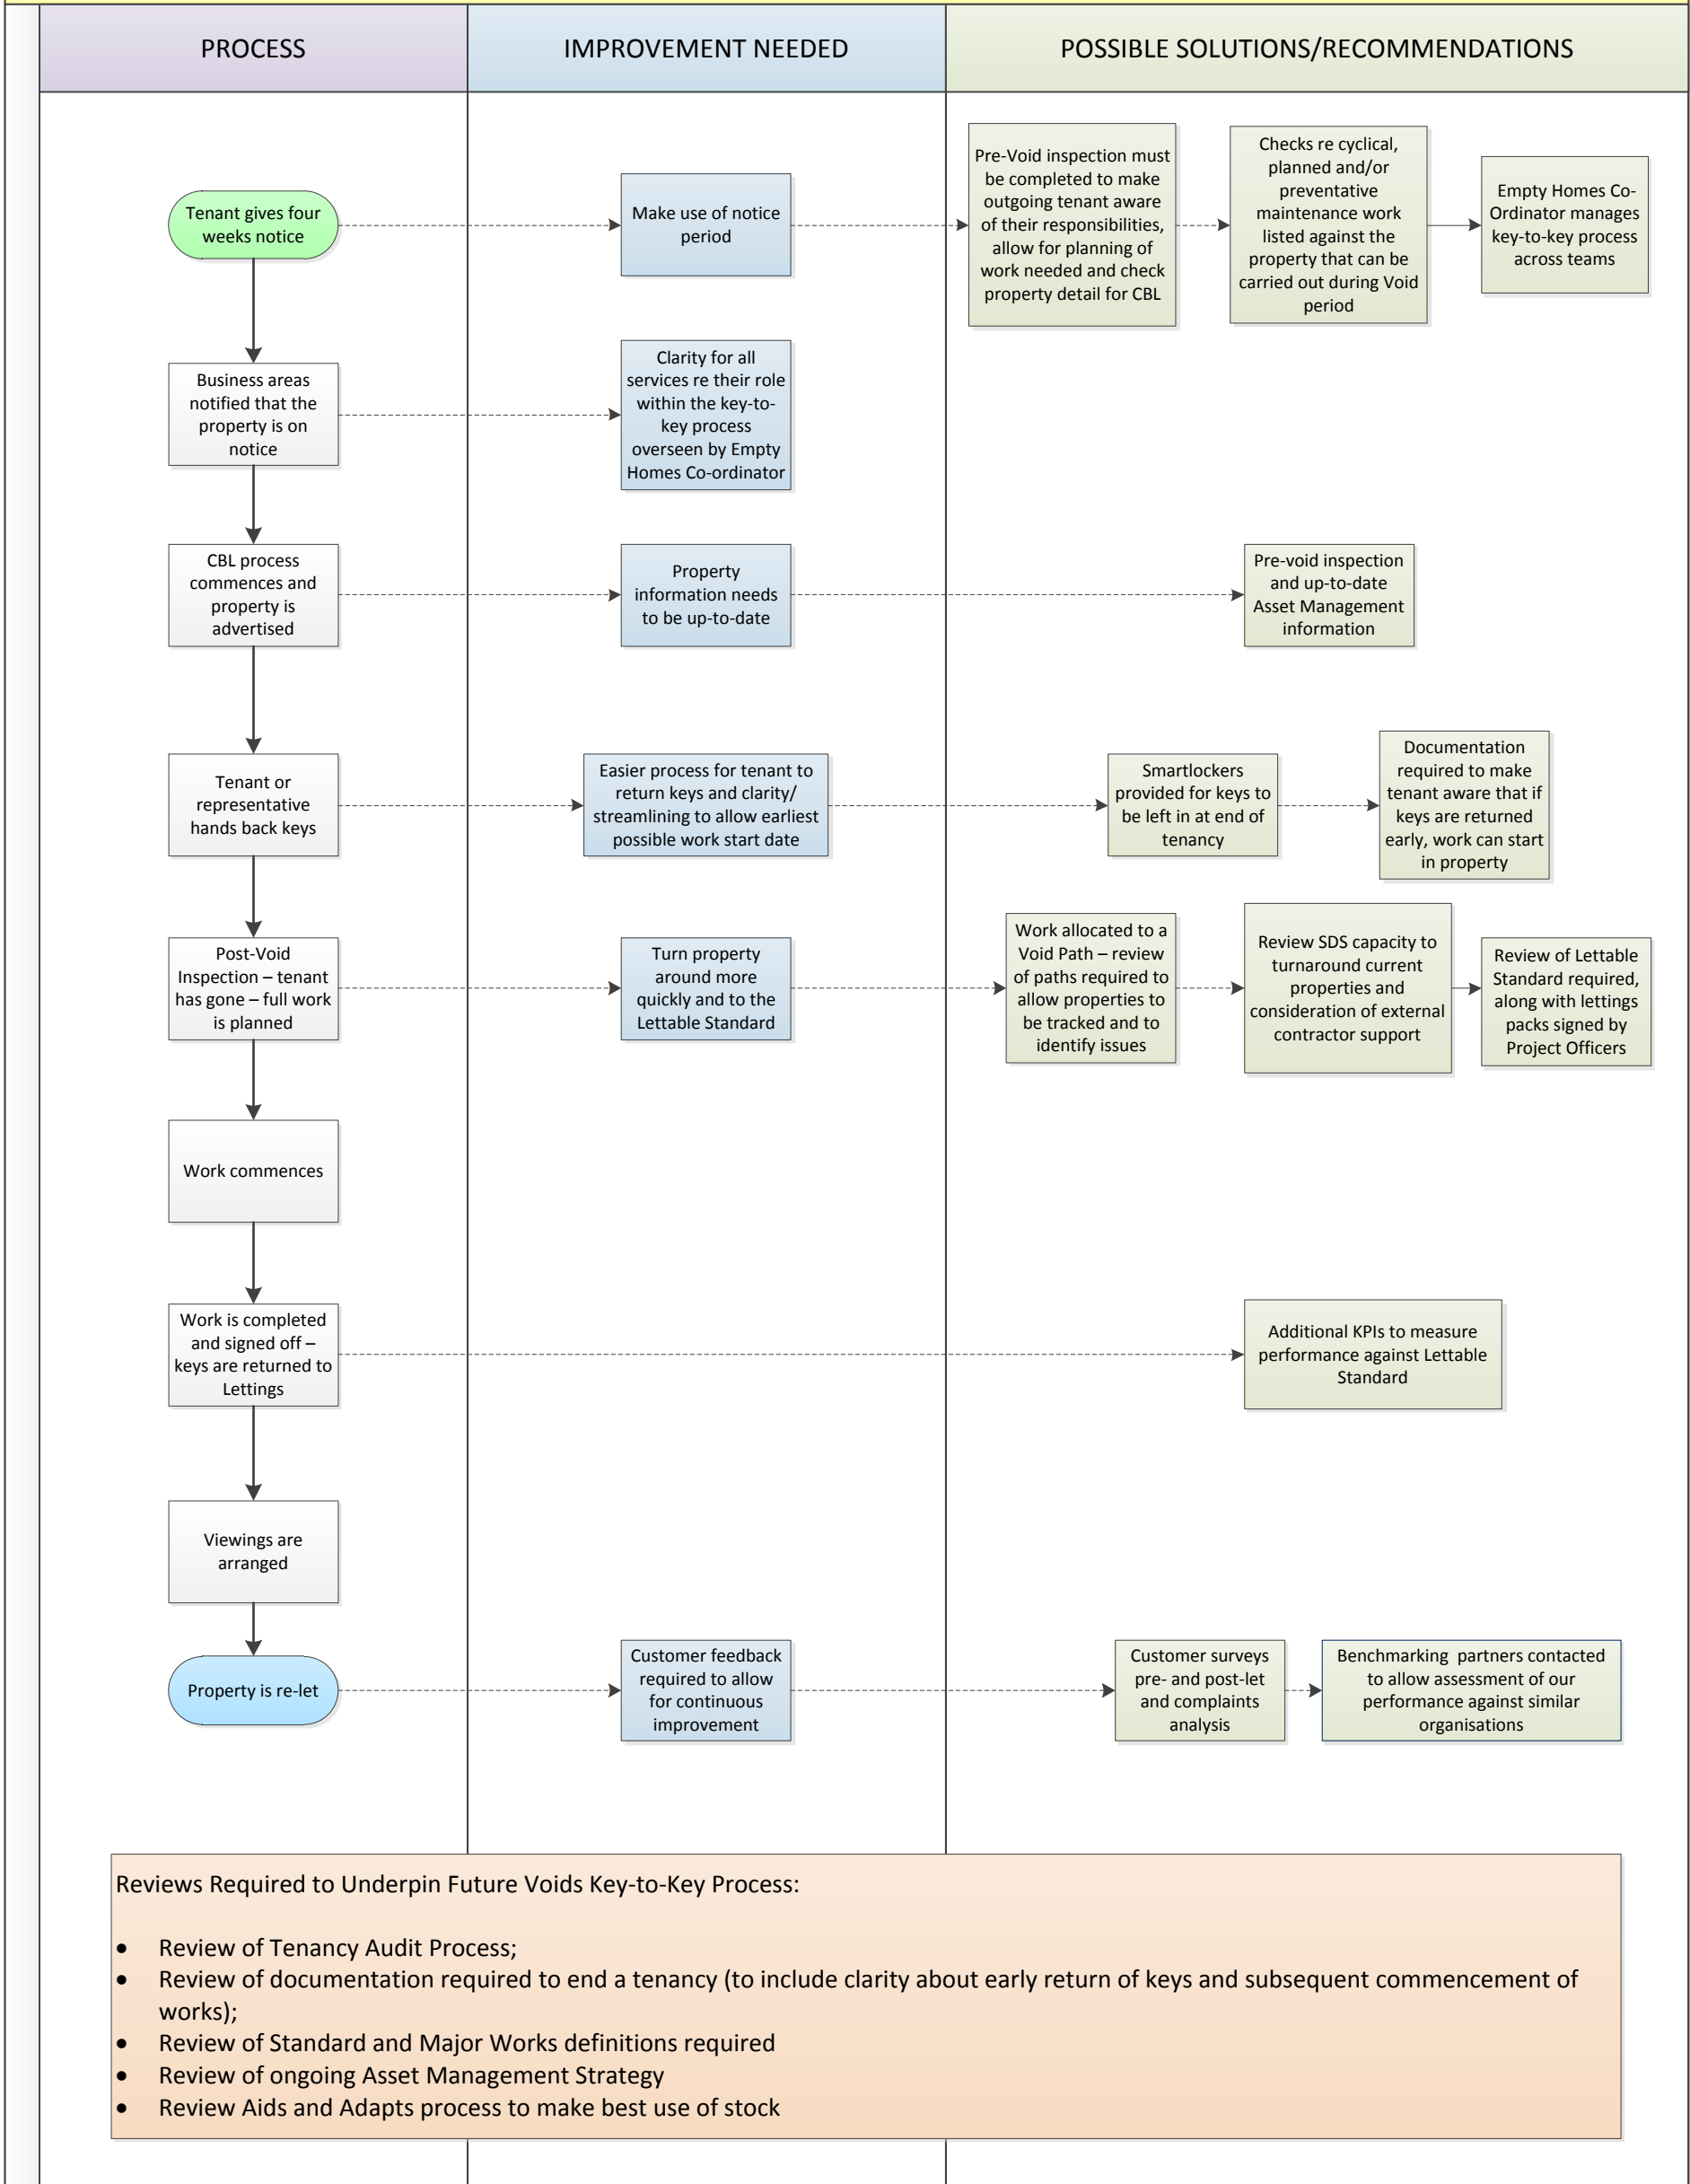 PROCESS
IMPROVEMENT NEEDED
POSSIBLE SOLUTIONS/RECOMMENDATIONS
Tenant gives four
weeks notice
Make use of notice
period
Pre-Void inspection must
be completed to make
outgoing tenant aware
of their responsibilities,
allow for planning of
work needed and check
property detail for CBL
Checks re cyclical,
planned and/or
preventative
maintenance work
listed against the
property that can be
carried out during Void
period
Empty Homes Co-
Ordinator manages
key-to-key process
across teams
Business areas
notified that the
property is on
notice
Clarity for all
services re their role
within the key-to-
key process
overseen by Empty
Homes Co-ordinator
CBL process
commences and
property is
advertised
Property
information needs
to be up-to-date
Pre-void inspection
and up-to-date
Asset Management
information
Tenant or
representative
hands back keys
Easier process for tenant to
return keys and clarity/
streamlining to allow earliest
possible work start date
Smartlockers
provided for keys to
be left in at end of
tenancy
Documentation
required to make
tenant aware that if
keys are returned
early, work can start
in property
Post-Void
Inspection – tenant
has gone – full work
is planned
Turn property
around more
quickly and to the
Lettable Standard
Work allocated to a
Void Path – review
of paths required to
allow properties to
be tracked and to
identify issues
Review SDS capacity to
turnaround current
properties and
consideration of external
contractor support
Review of Lettable
Standard required,
along with lettings
packs signed by
Project Officers
Work commences
Work is completed
and signed off –
keys are returned to
Lettings
Additional KPIs to measure
performance against Lettable
Standard
Viewings are
arranged
Property is re-let
Customer feedback
required to allow
for continuous
improvement
Customer surveys
pre- and post-let
and complaints
analysis
Benchmarking partners contacted
to allow assessment of our
performance against similar
organisations
Reviews Required to Underpin Future Voids Key-to-Key Process:
• Review of Tenancy Audit Process;
• Review of documentation required to end a tenancy (to include clarity about early return of keys and subsequent commencement of
works);
• Review of Standard and Major Works definitions required
• Review of ongoing Asset Management Strategy
• Review Aids and Adapts process to make best use of stock